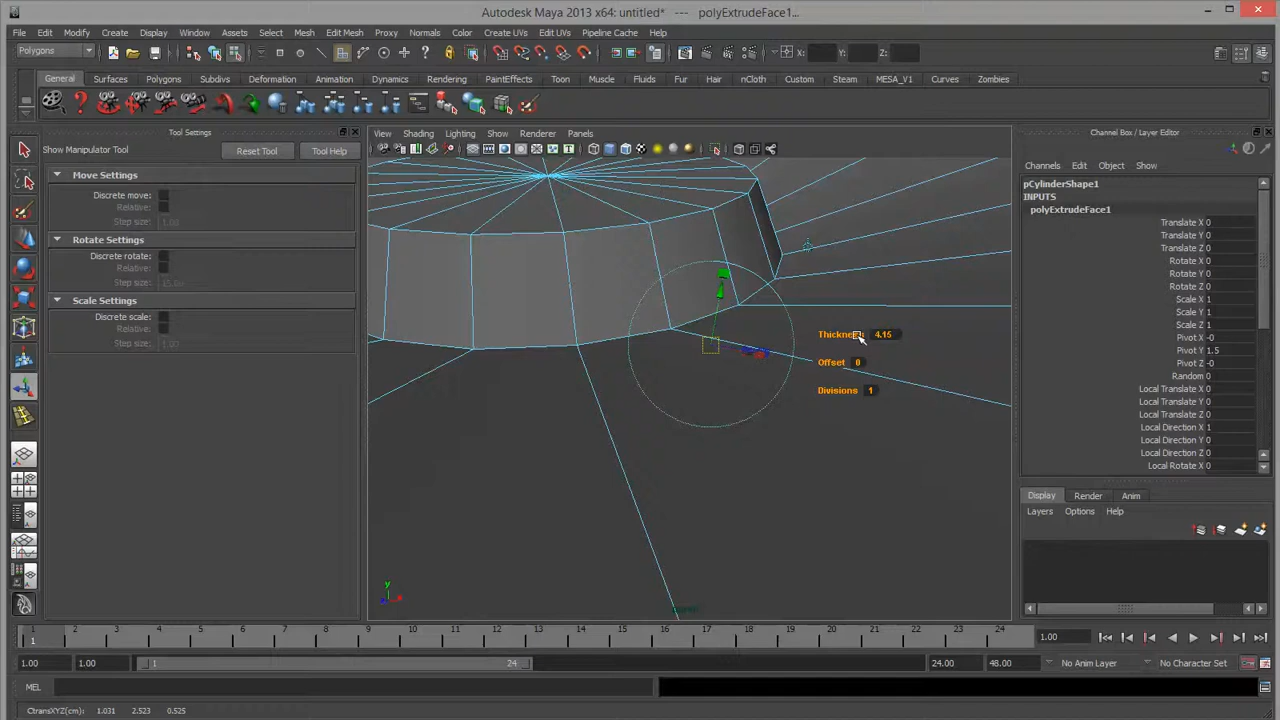 Autodesk Maya 2013 x64: untitled* --- polyExtrudeFace1...
File Edit Modify Create Display Window Assets Select Mesh Edit Mesh Proxy Normals Color Create UVs Edit UVs Pipeline Cache Help
Polygons X: Y: Z:
General Surfaces Polygons Subdivs Deformation Animation Dynamics Rendering PaintEffects Toon Muscle Fluids Fur Hair nCloth Custom Steam MESA_V1 Curves Zombies
Tool Settings
Show Manipulator Tool Reset Tool Tool Help
Move Settings
Discrete move:
Relative:
Step size: 1.00
Rotate Settings
Discrete rotate:
Relative:
Scale Settings
Discrete scale:
Relative:
Step size: 1.00
View Shading Lighting Show Renderer Panels
Thickness 4.15
Offset 0
Divisions 1
y
x
Channel Box / Layer Editor
Channels Edit Object Show
pCylinderShape1
INPUTS
polyExtrudeFace1
Translate X 0
Translate Y 0
Translate Z 0
Rotate X 0
Rotate Y 0
Rotate Z 0
Scale X 1
Scale Y 1
Scale Z 1
Pivot X -0
Pivot Y 1.5
Pivot Z -0
Random 0
Local Translate X 0
Local Translate Y 0
Local Translate Z 0
Local Direction X 1
Local Direction Y 0
Local Direction Z 0
Local Rotate X 0
Display Render Anim
Layers Options Help
1 2 3 4 5 6 7 8 9 10 11 12 13 14 15 16 17 18 19 20 21 22 23 24 1.00
1.00 1.00 1 24 24.00 48.00 No Anim Layer No Character Set
MEL
CtransXYZ(cm): 1.031 2.523 0.525